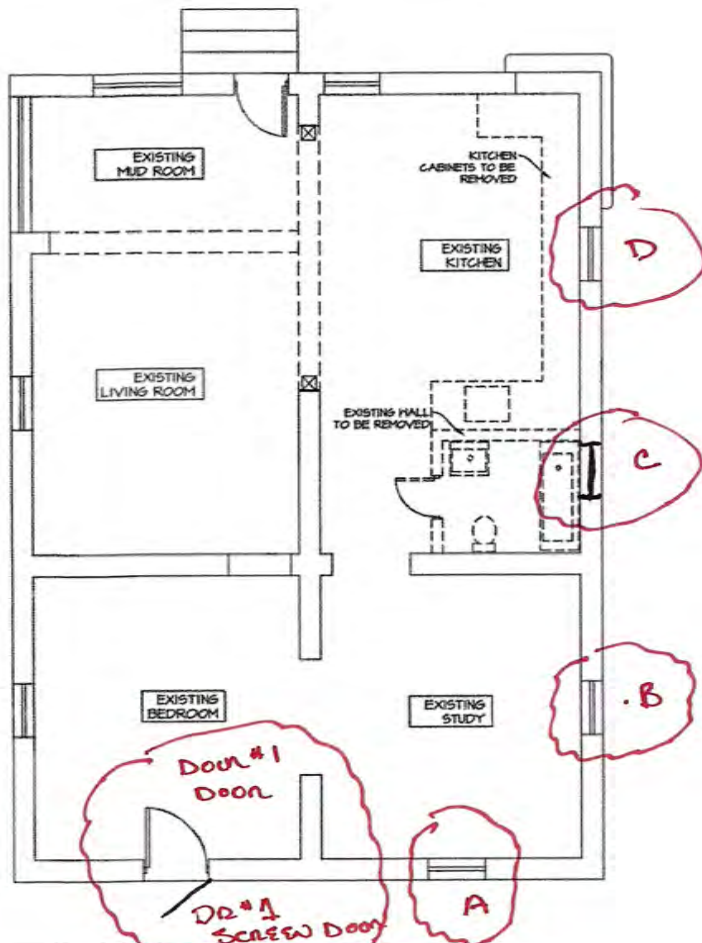 EXISTING
MUD ROOM
KITCHEN
CABINETS TO BE
REMOVED
EXISTING
KITCHEN
D
EXISTING
LIVING ROOM
EXISTING HALL
TO BE REMOVED
C
EXISTING
BEDROOM
EXISTING
STUDY
.B
DOOR #1
DOOR
DR #1
SCREEN DOOR
A